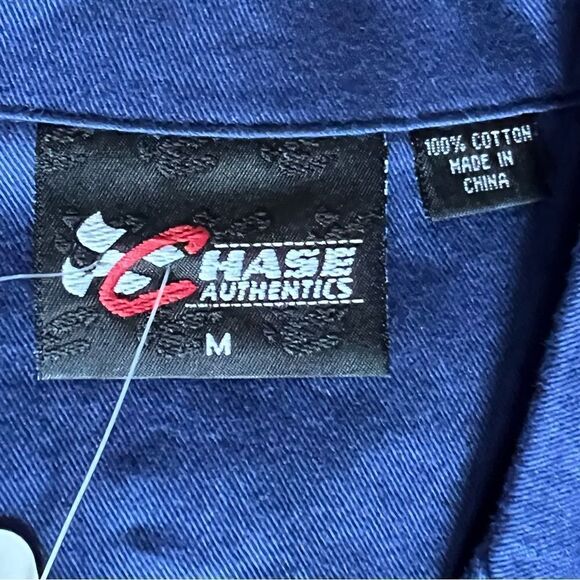 CHASE
AUTHENTICS
M
100% COTTON
MADE IN
CHINA